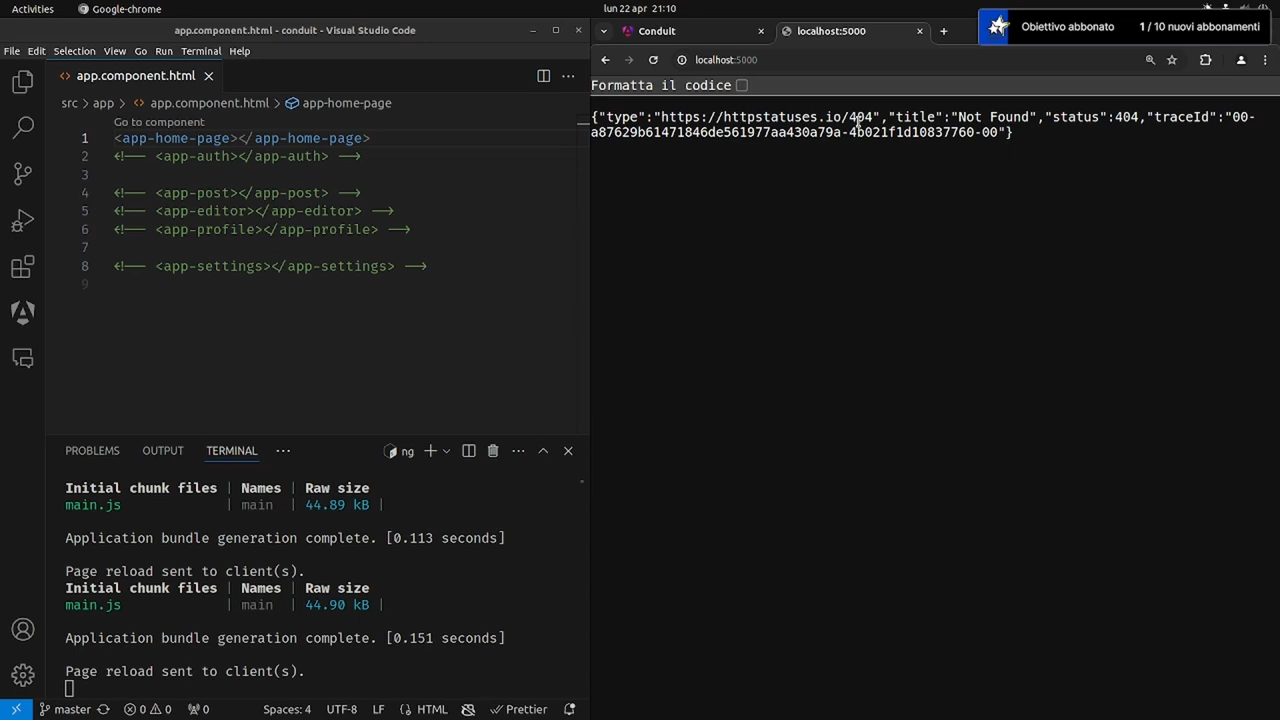 Activities
Google-chrome
lun 22 apr 21:10
app.component.html - conduit - Visual Studio Code
File Edit Selection View Go Run Terminal Help
app.component.html
src > app > app.component.html > app-home-page
Go to component
1 <app-home-page></app-home-page>
2 <!-- <app-auth></app-auth> -->
3
4 <!-- <app-post></app-post> -->
5 <!-- <app-editor></app-editor> -->
6 <!-- <app-profile></app-profile> -->
7
8 <!-- <app-settings></app-settings> -->
9
PROBLEMS OUTPUT TERMINAL ... ng
Initial chunk files | Names | Raw size
main.js | main | 44.89 kB |
Application bundle generation complete. [0.113 seconds]
Page reload sent to client(s).
Initial chunk files | Names | Raw size
main.js | main | 44.90 kB |
Application bundle generation complete. [0.151 seconds]
Page reload sent to client(s).
master 0 0 0 Spaces: 4 UTF-8 LF HTML Prettier
Conduit
localhost:5000
Obiettivo abbonato 1 / 10 nuovi abbonamenti
localhost:5000
Formatta il codice
{"type":"https://httpstatuses.io/404","title":"Not Found","status":404,"traceId":"00-
a87629b61471846de561977aa430a79a-4b021f1d10837760-00"}